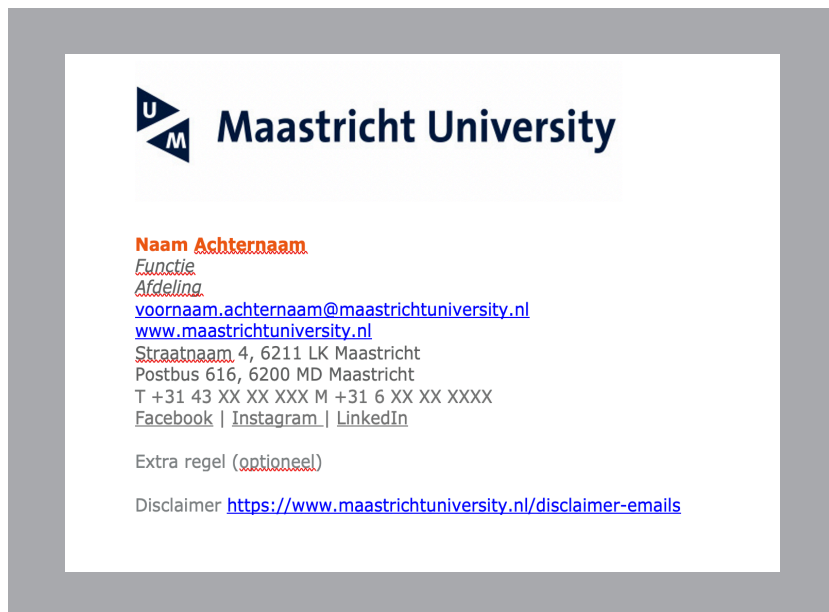 UM
Maastricht University
Naam Achternaam
Functie
Afdeling
voornaam.achternaam@maastrichtuniversity.nl
www.maastrichtuniversity.nl
Straatnaam 4, 6211 LK Maastricht
Postbus 616, 6200 MD Maastricht
T +31 43 XX XX XXX M +31 6 XX XX XXXX
Facebook | Instagram | LinkedIn
Extra regel (optioneel)
Disclaimer https://www.maastrichtuniversity.nl/disclaimer-emails